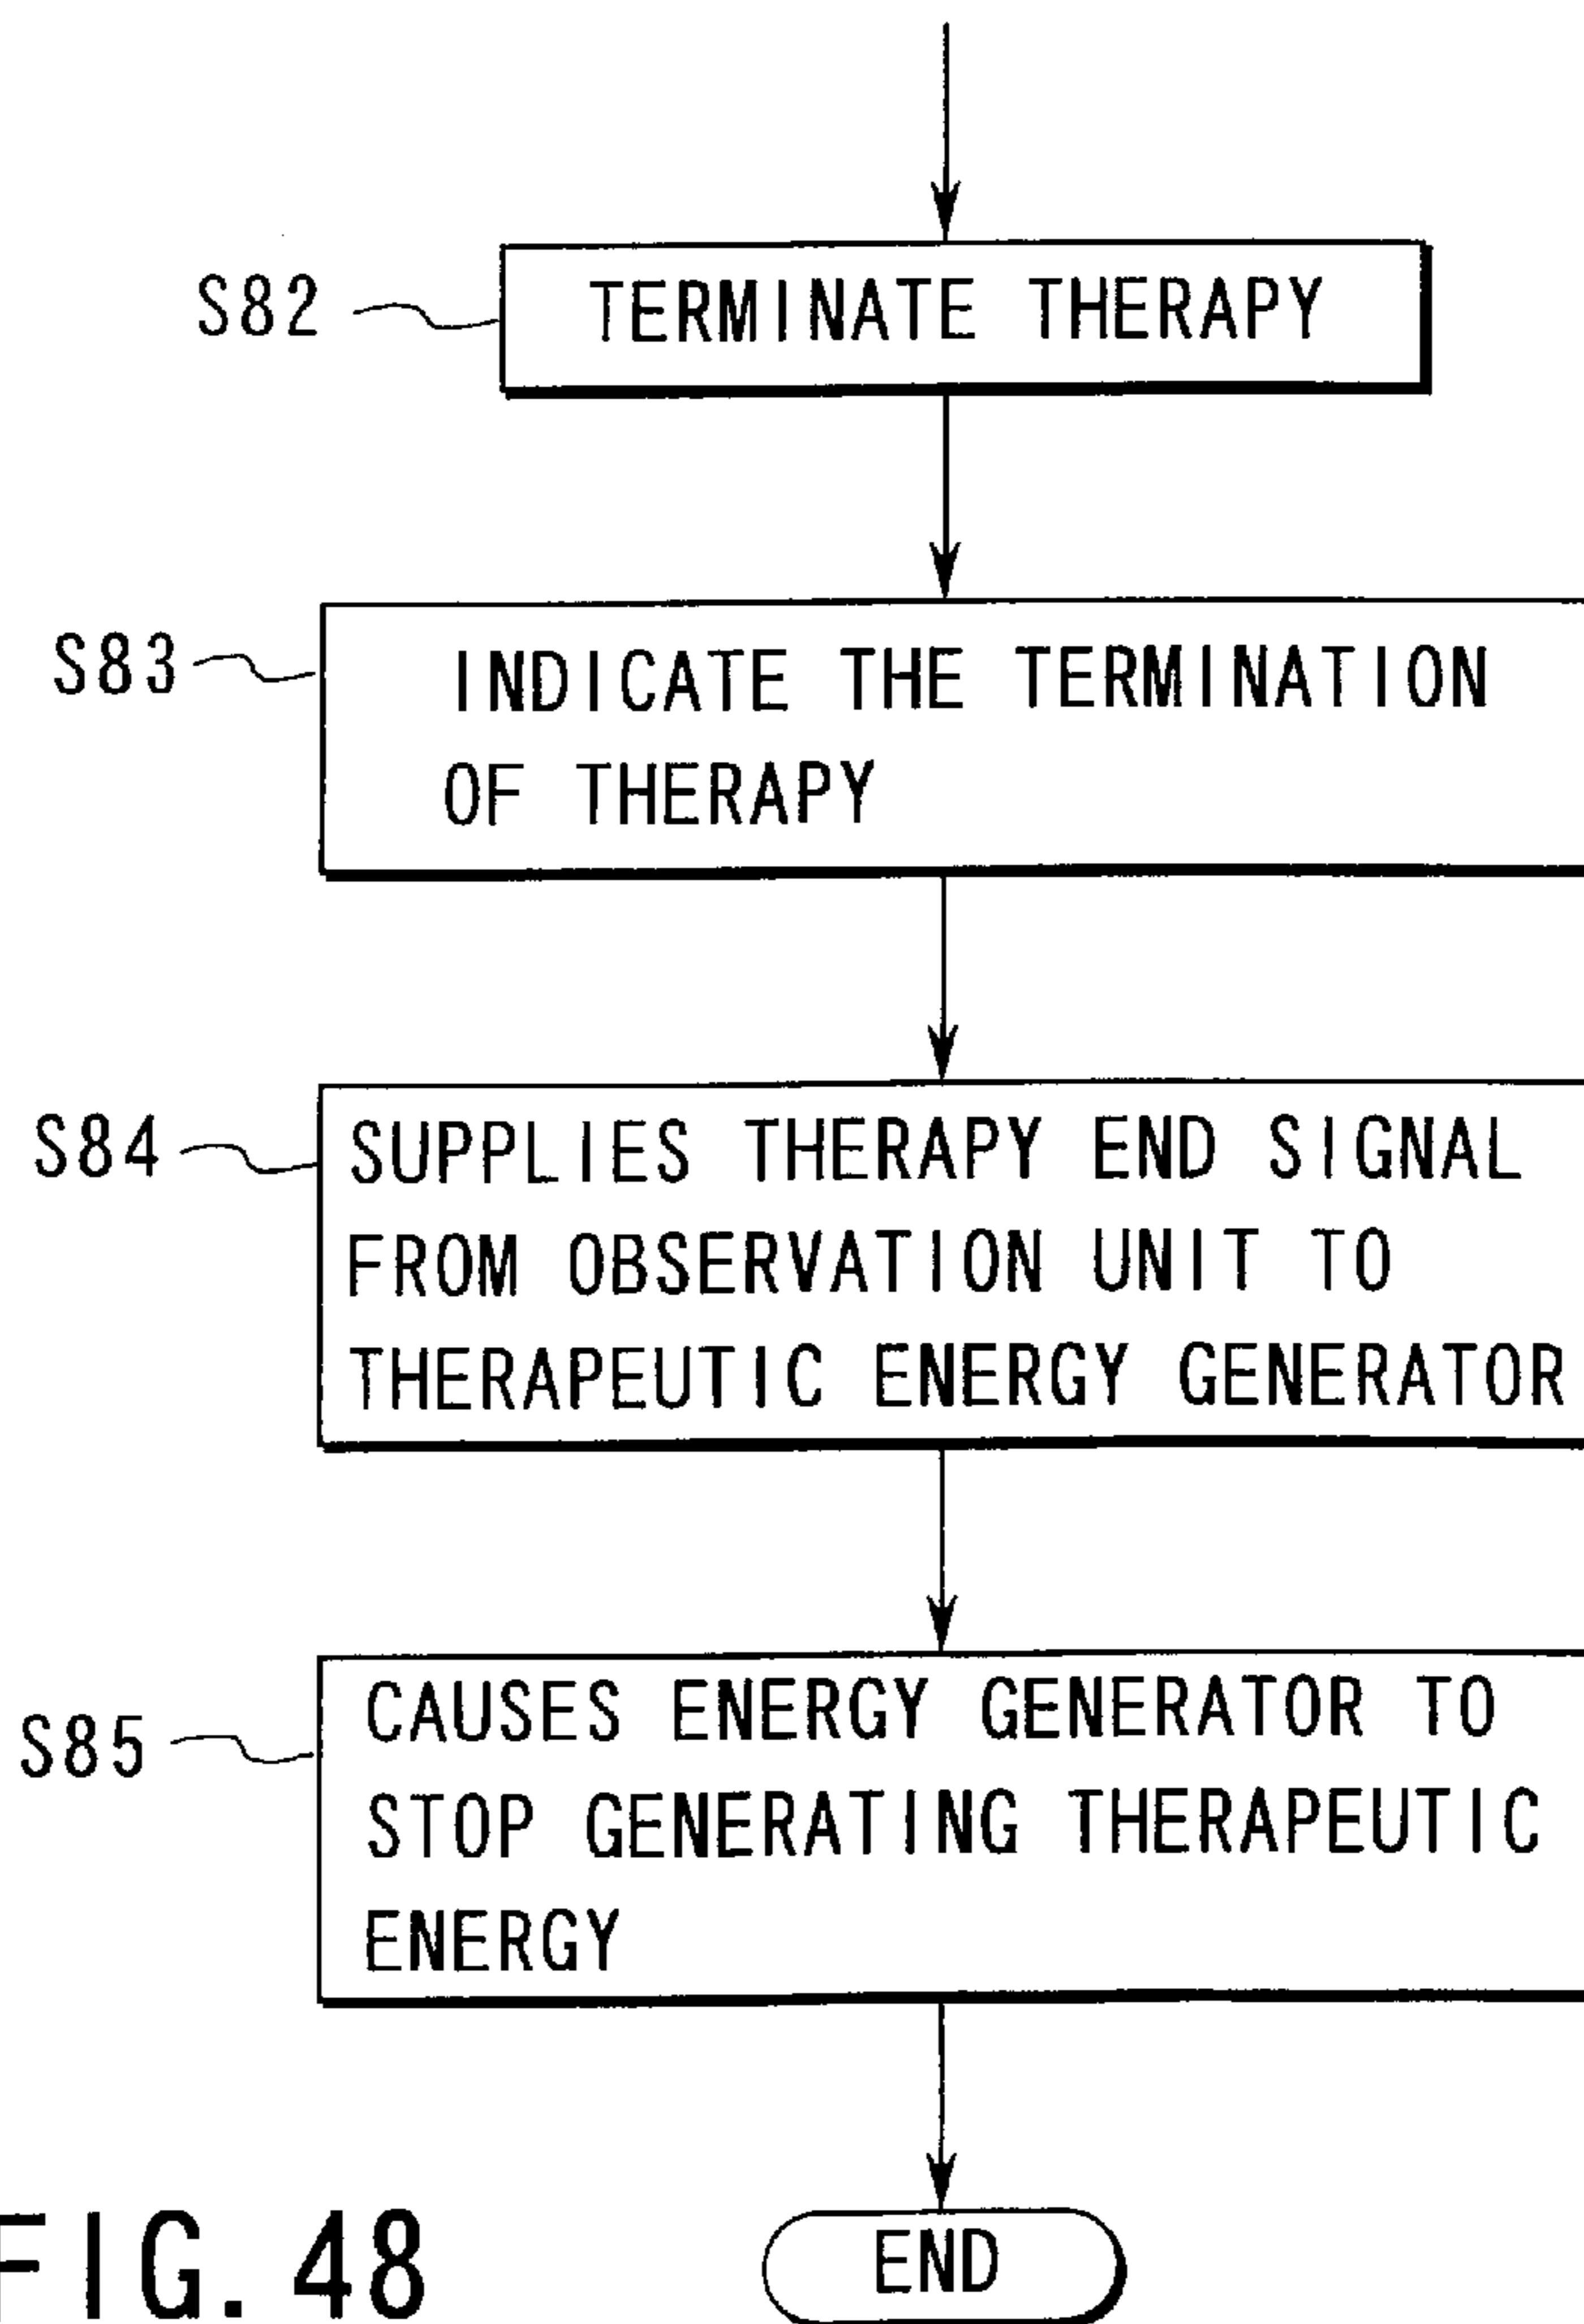 S82
TERMINATE THERAPY
S83
INDICATE THE TERMINATION
OF THERAPY
S84
SUPPLIES THERAPY END SIGNAL
FROM OBSERVATION UNIT TO
THERAPEUTIC ENERGY GENERATOR
S85
CAUSES ENERGY GENERATOR TO
STOP GENERATING THERAPEUTIC
ENERGY
END
FIG. 48